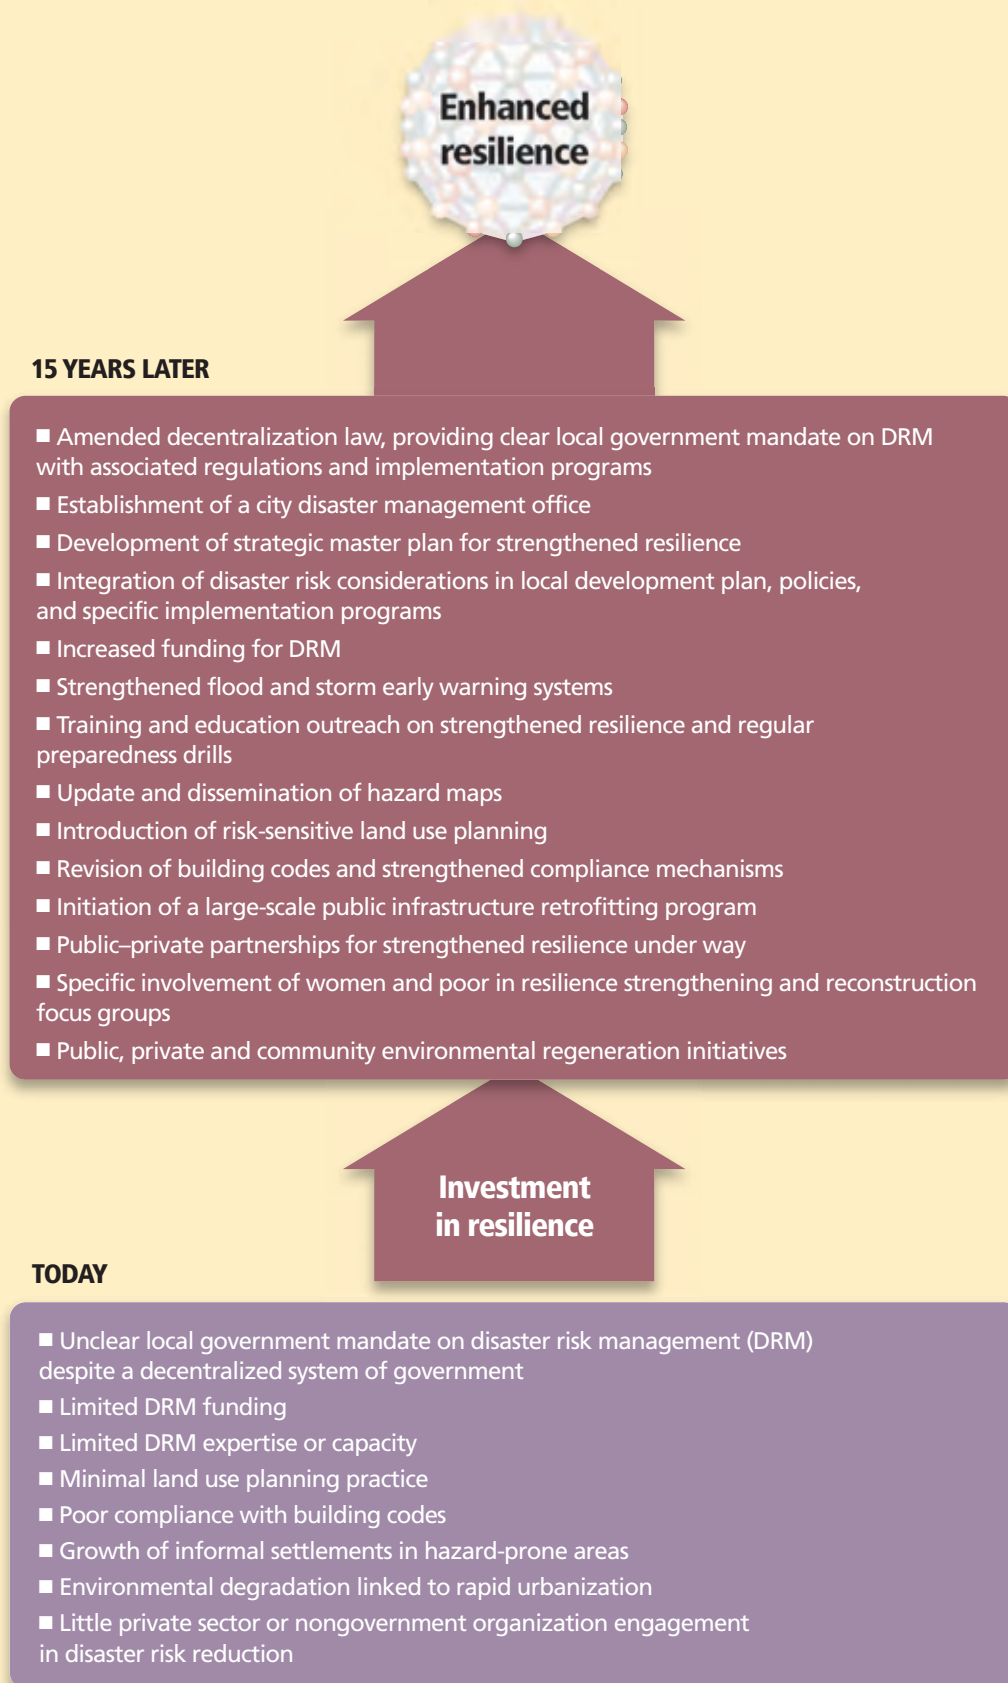 Enhanced
resilience
15 YEARS LATER
■ Amended decentralization law, providing clear local government mandate on DRM
with associated regulations and implementation programs
■ Establishment of a city disaster management office
■ Development of strategic master plan for strengthened resilience
■ Integration of disaster risk considerations in local development plan, policies,
and specific implementation programs
■ Increased funding for DRM
■ Strengthened flood and storm early warning systems
■ Training and education outreach on strengthened resilience and regular
preparedness drills
■ Update and dissemination of hazard maps
■ Introduction of risk-sensitive land use planning
■ Revision of building codes and strengthened compliance mechanisms
■ Initiation of a large-scale public infrastructure retrofitting program
■ Public–private partnerships for strengthened resilience under way
■ Specific involvement of women and poor in resilience strengthening and reconstruction
focus groups
■ Public, private and community environmental regeneration initiatives
Investment
in resilience
TODAY
■ Unclear local government mandate on disaster risk management (DRM)
despite a decentralized system of government
■ Limited DRM funding
■ Limited DRM expertise or capacity
■ Minimal land use planning practice
■ Poor compliance with building codes
■ Growth of informal settlements in hazard-prone areas
■ Environmental degradation linked to rapid urbanization
■ Little private sector or nongovernment organization engagement
in disaster risk reduction